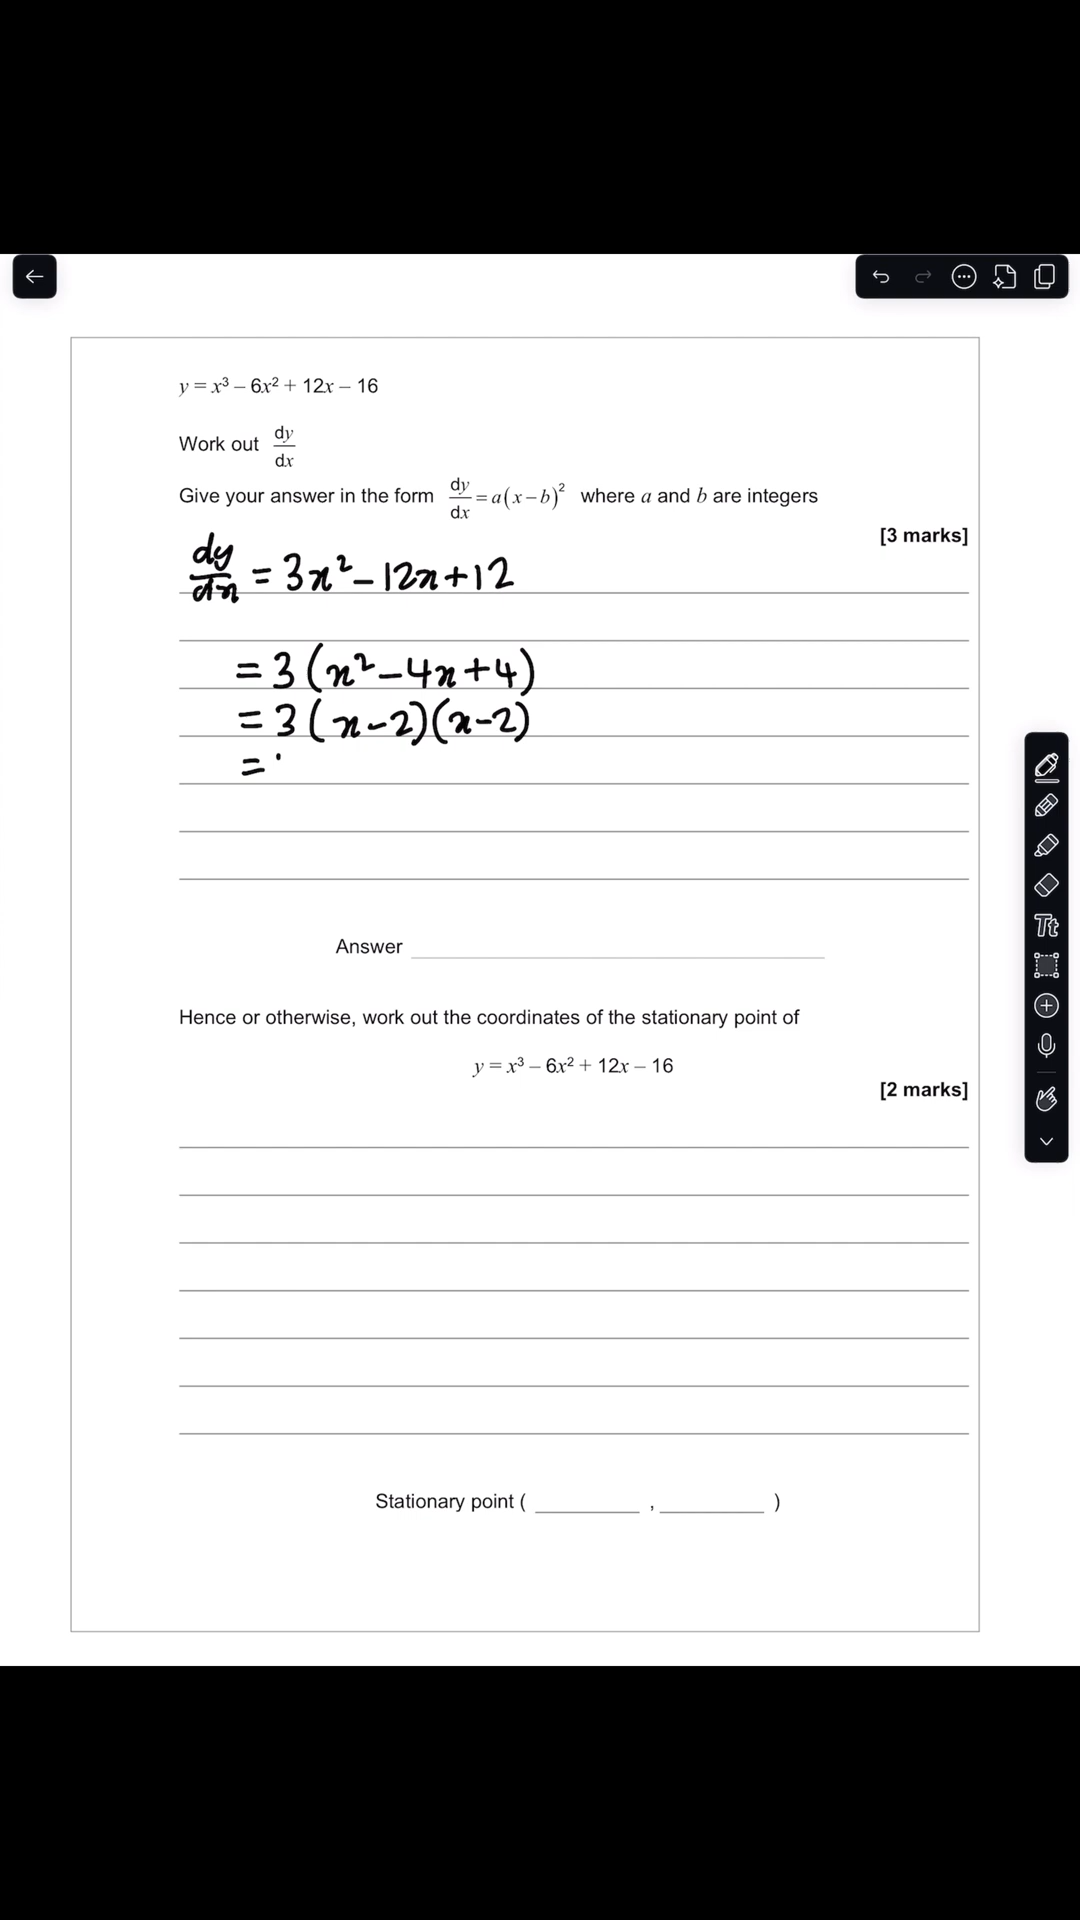 y = x³ – 6x² + 12x – 16
Work out dy/dx
Give your answer in the form dy/dx = a(x – b)² where a and b are integers
[3 marks]
dy/dx = 3x² – 12x + 12
= 3(x² – 4x + 4)
= 3(x – 2)(x – 2)
=
Answer
Hence or otherwise, work out the coordinates of the stationary point of
y = x³ – 6x² + 12x – 16
[2 marks]
Stationary point ( , )
Tt